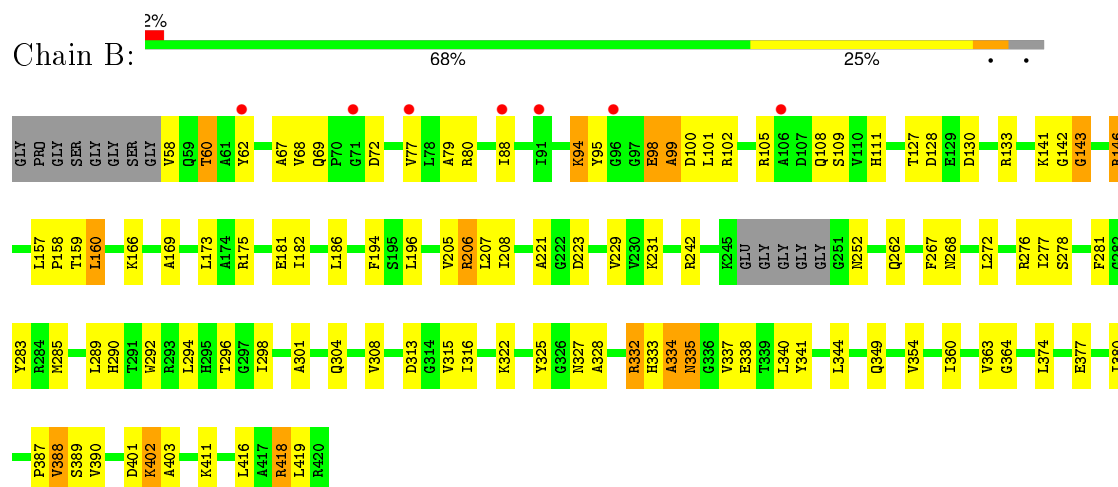 2%
Chain B:
68% 25% • •
GLY PRO GLY SER GLY GLY SER GLY V58 Q59 T60 A61 Y62 A67 V68 Q69 P70 G71 D72 V77 L78 A79 R80 I88 I91 K94 Y95 G96 G97 E98 A99 D100 L101 R102 R105 A106 D107 Q108 S109 V110 H111 T127 D128 E129 D130 R133 K141 G142 G143
L157 P158 T159 L160 K166 A169 L173 A174 R175 E181 I182 L186 F194 S195 L196 V205 R206 L207 I208 A221 G222 D223 V229 V230 K231 R242 K245 GLU GLY GLY GLY GLY G251 N252 Q262 F267 N268 L272 R276 I277 S278 F281
Y283 R284 M285 L289 H290 T291 W292 R293 L294 H295 T296 G297 I298 A301 Q304 V308 D313 G314 V315 I316 K322 Y325 G326 N327 A328 R332 H333 A334 N335 G336 V337 E338 T339 L340 Y341 L344 Q349 V354 I360 V363 G364 L374 E377
P387 V388 S389 V390 D401 K402 A403 K411 L416 A417 R418 L419 R420